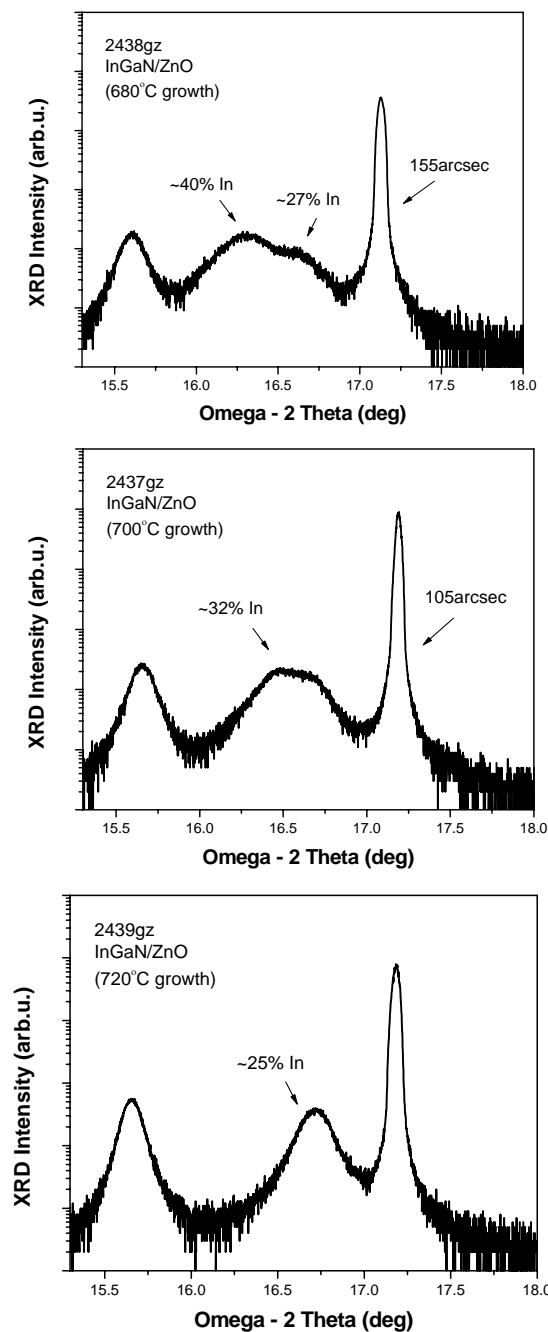 2438gz
InGaN/ZnO
(680°C growth)
~40% In
~27% In
155arcsec
XRD Intensity (arb.u.)
15.5 16.0 16.5 17.0 17.5 18.0
Omega - 2 Theta (deg)
2437gz
InGaN/ZnO
(700°C growth)
~32% In
105arcsec
XRD Intensity (arb.u.)
15.5 16.0 16.5 17.0 17.5 18.0
Omega - 2 Theta (deg)
2439gz
InGaN/ZnO
(720°C growth)
~25% In
XRD Intensity (arb.u.)
15.5 16.0 16.5 17.0 17.5 18.0
Omega - 2 Theta (deg)